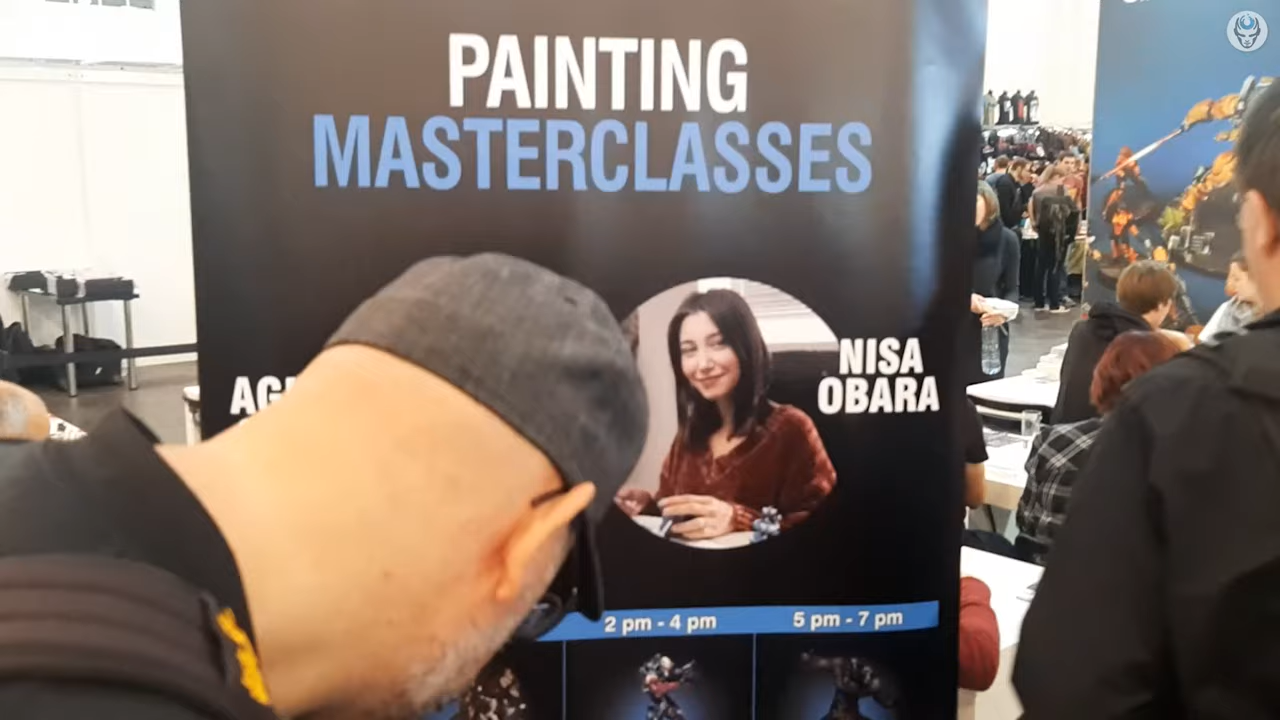 PAINTING
MASTERCLASSES
NISA
OBARA
2 pm - 4 pm
5 pm - 7 pm